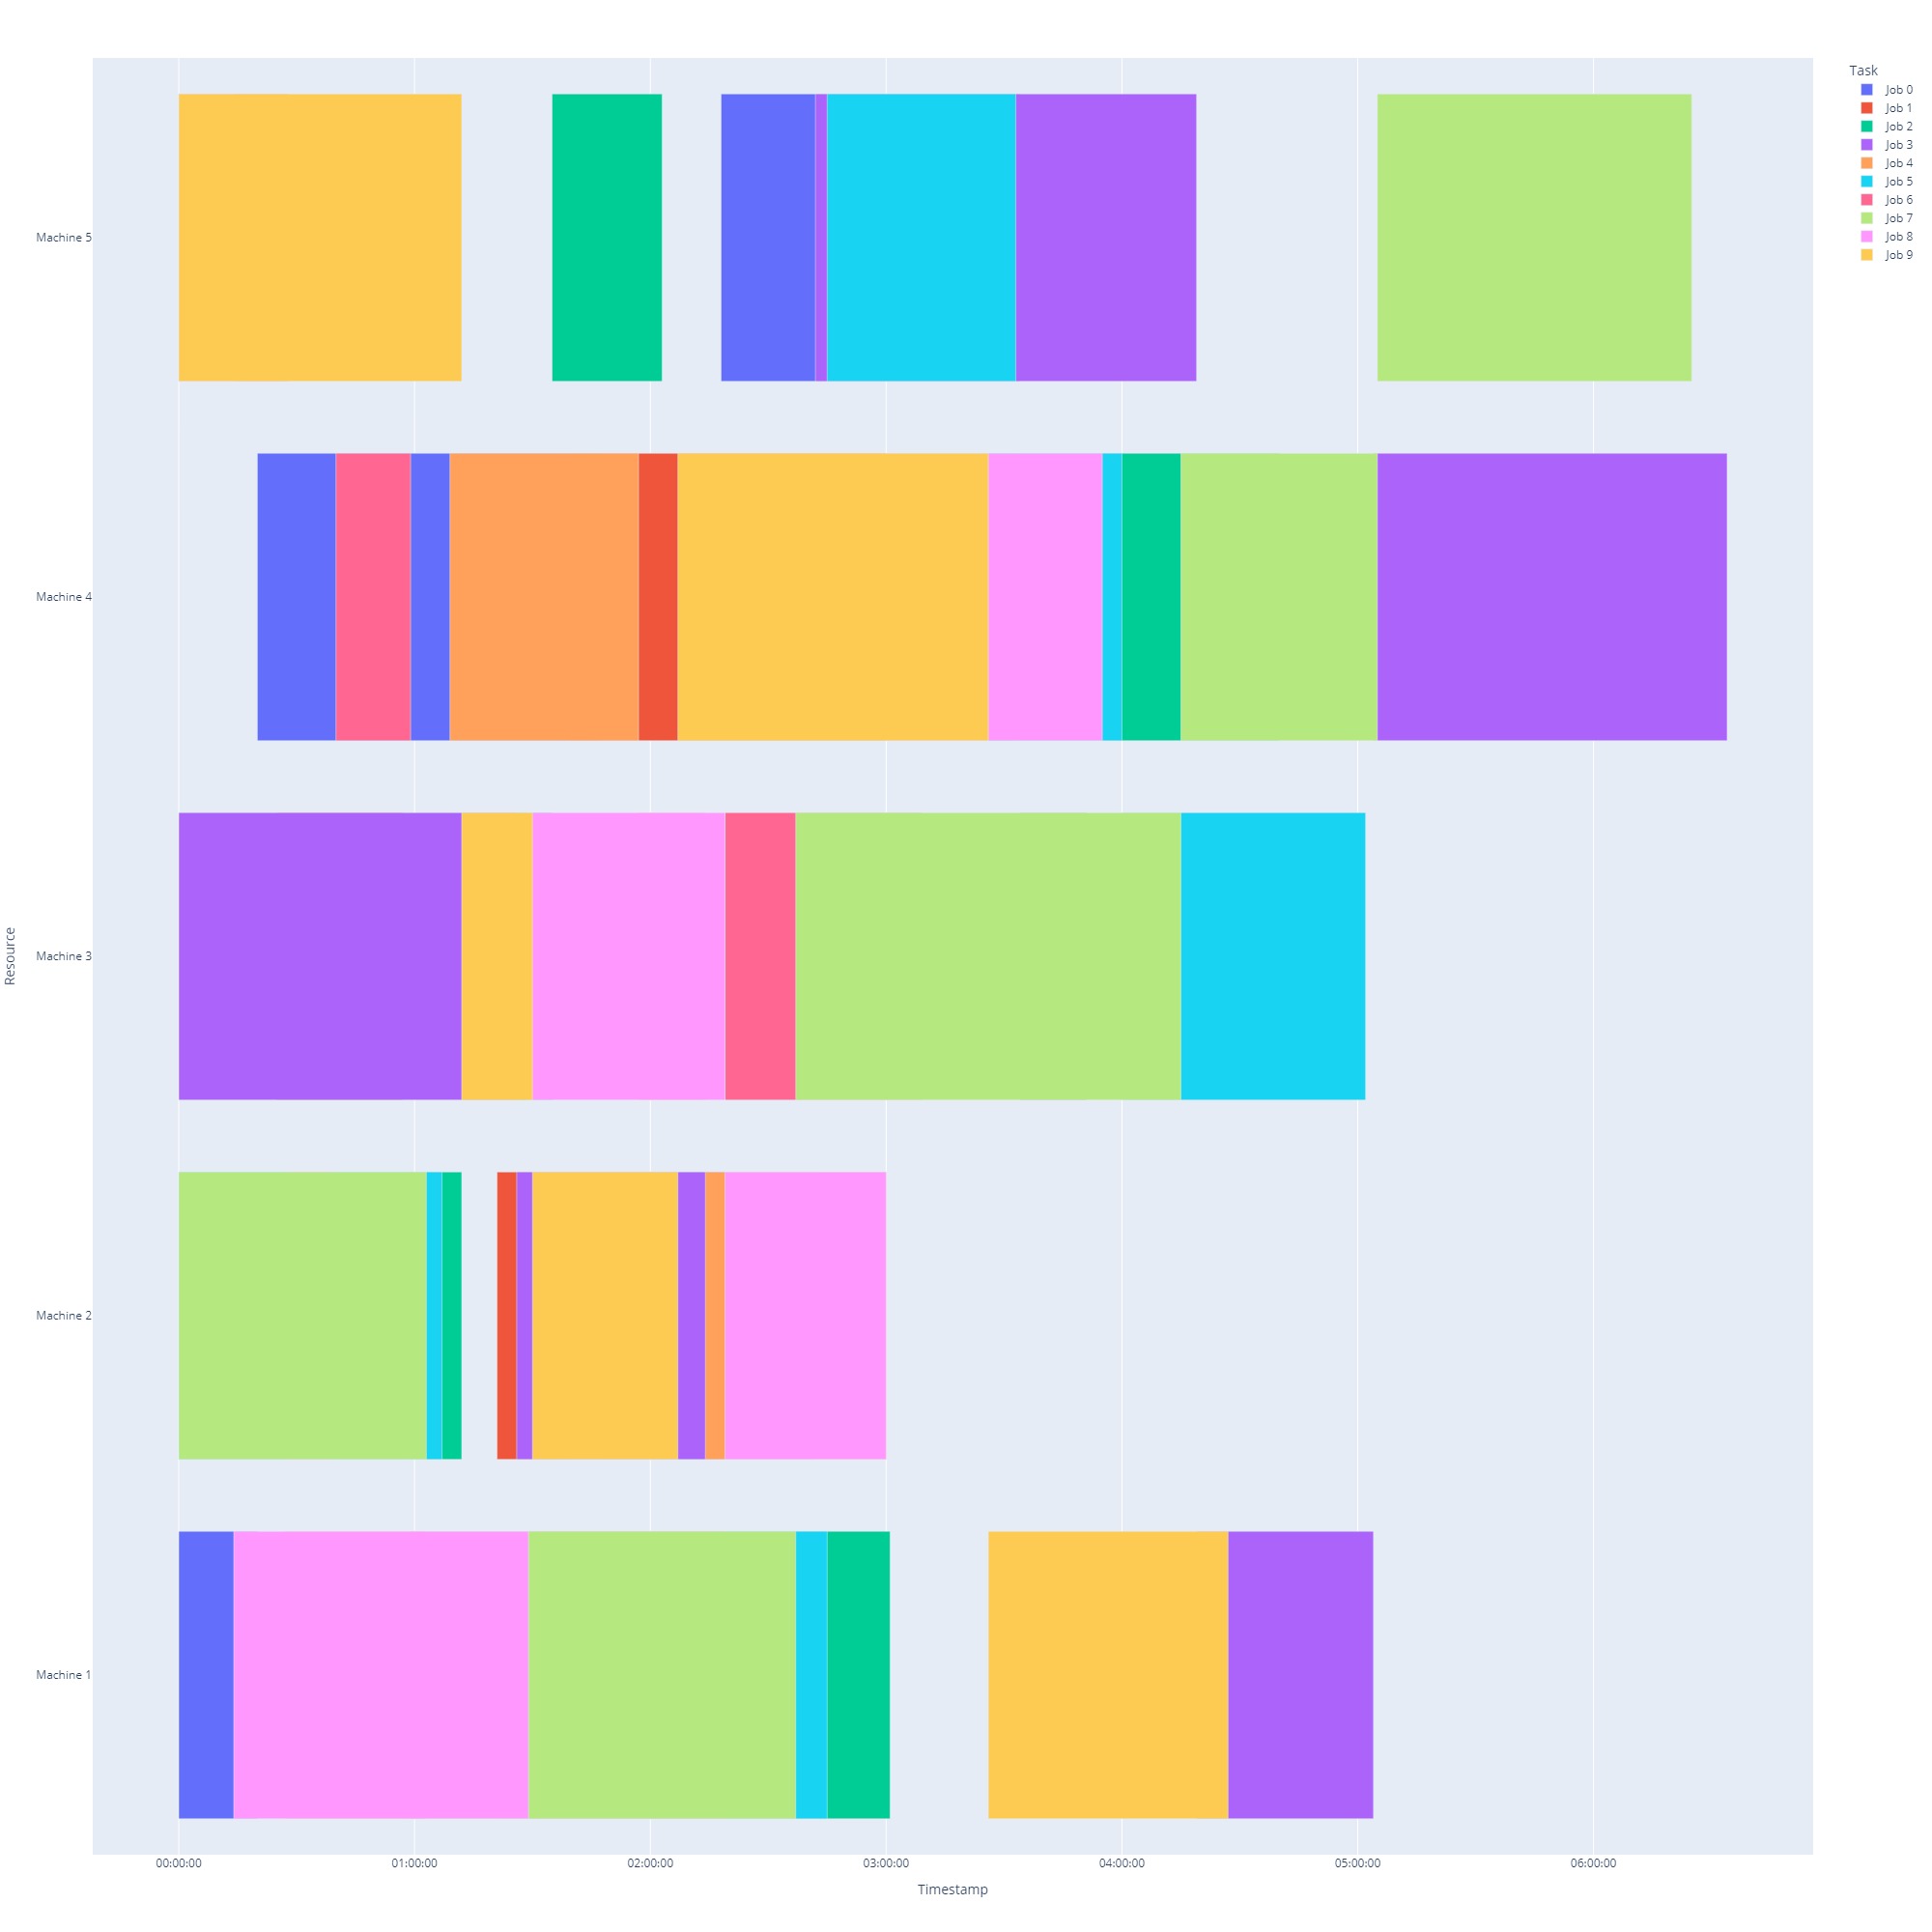 Task
Job 0
Job 1
Job 2
Job 3
Job 4
Job 5
Job 6
Job 7
Job 8
Job 9
Machine 5
Machine 4
Machine 3
Machine 2
Machine 1
Resource
00:00:00 01:00:00 02:00:00 03:00:00 04:00:00 05:00:00 06:00:00
Timestamp